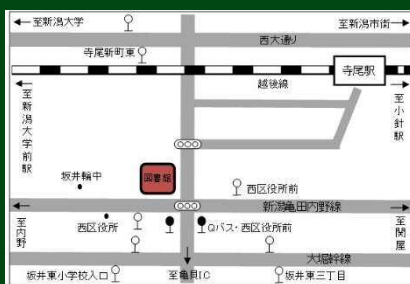 至新潟大学
至新潟市街
西大通り
寺尾新町東
寺尾駅
越後線
至新潟大学前駅
至小針駅
坂井輪中
図書館
西区役所前
新潟亀田内野線
至内野
西区役所
Qバス・西区役所前
至関屋
大堀幹線
坂井東小学校入口
至亀貝IC
坂井東三丁目